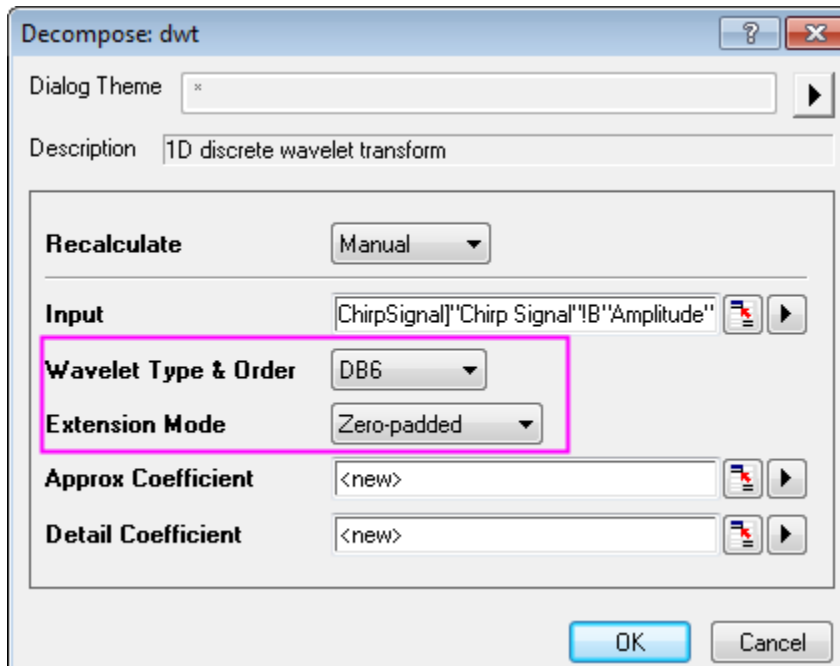 Decompose: dwt
?
Dialog Theme *
Description 1D discrete wavelet transform
Recalculate Manual
Input ChirpSignal]"Chirp Signal"!B"Amplitude"
Wavelet Type & Order DB6
Extension Mode Zero-padded
Approx Coefficient <new>
Detail Coefficient <new>
OK Cancel